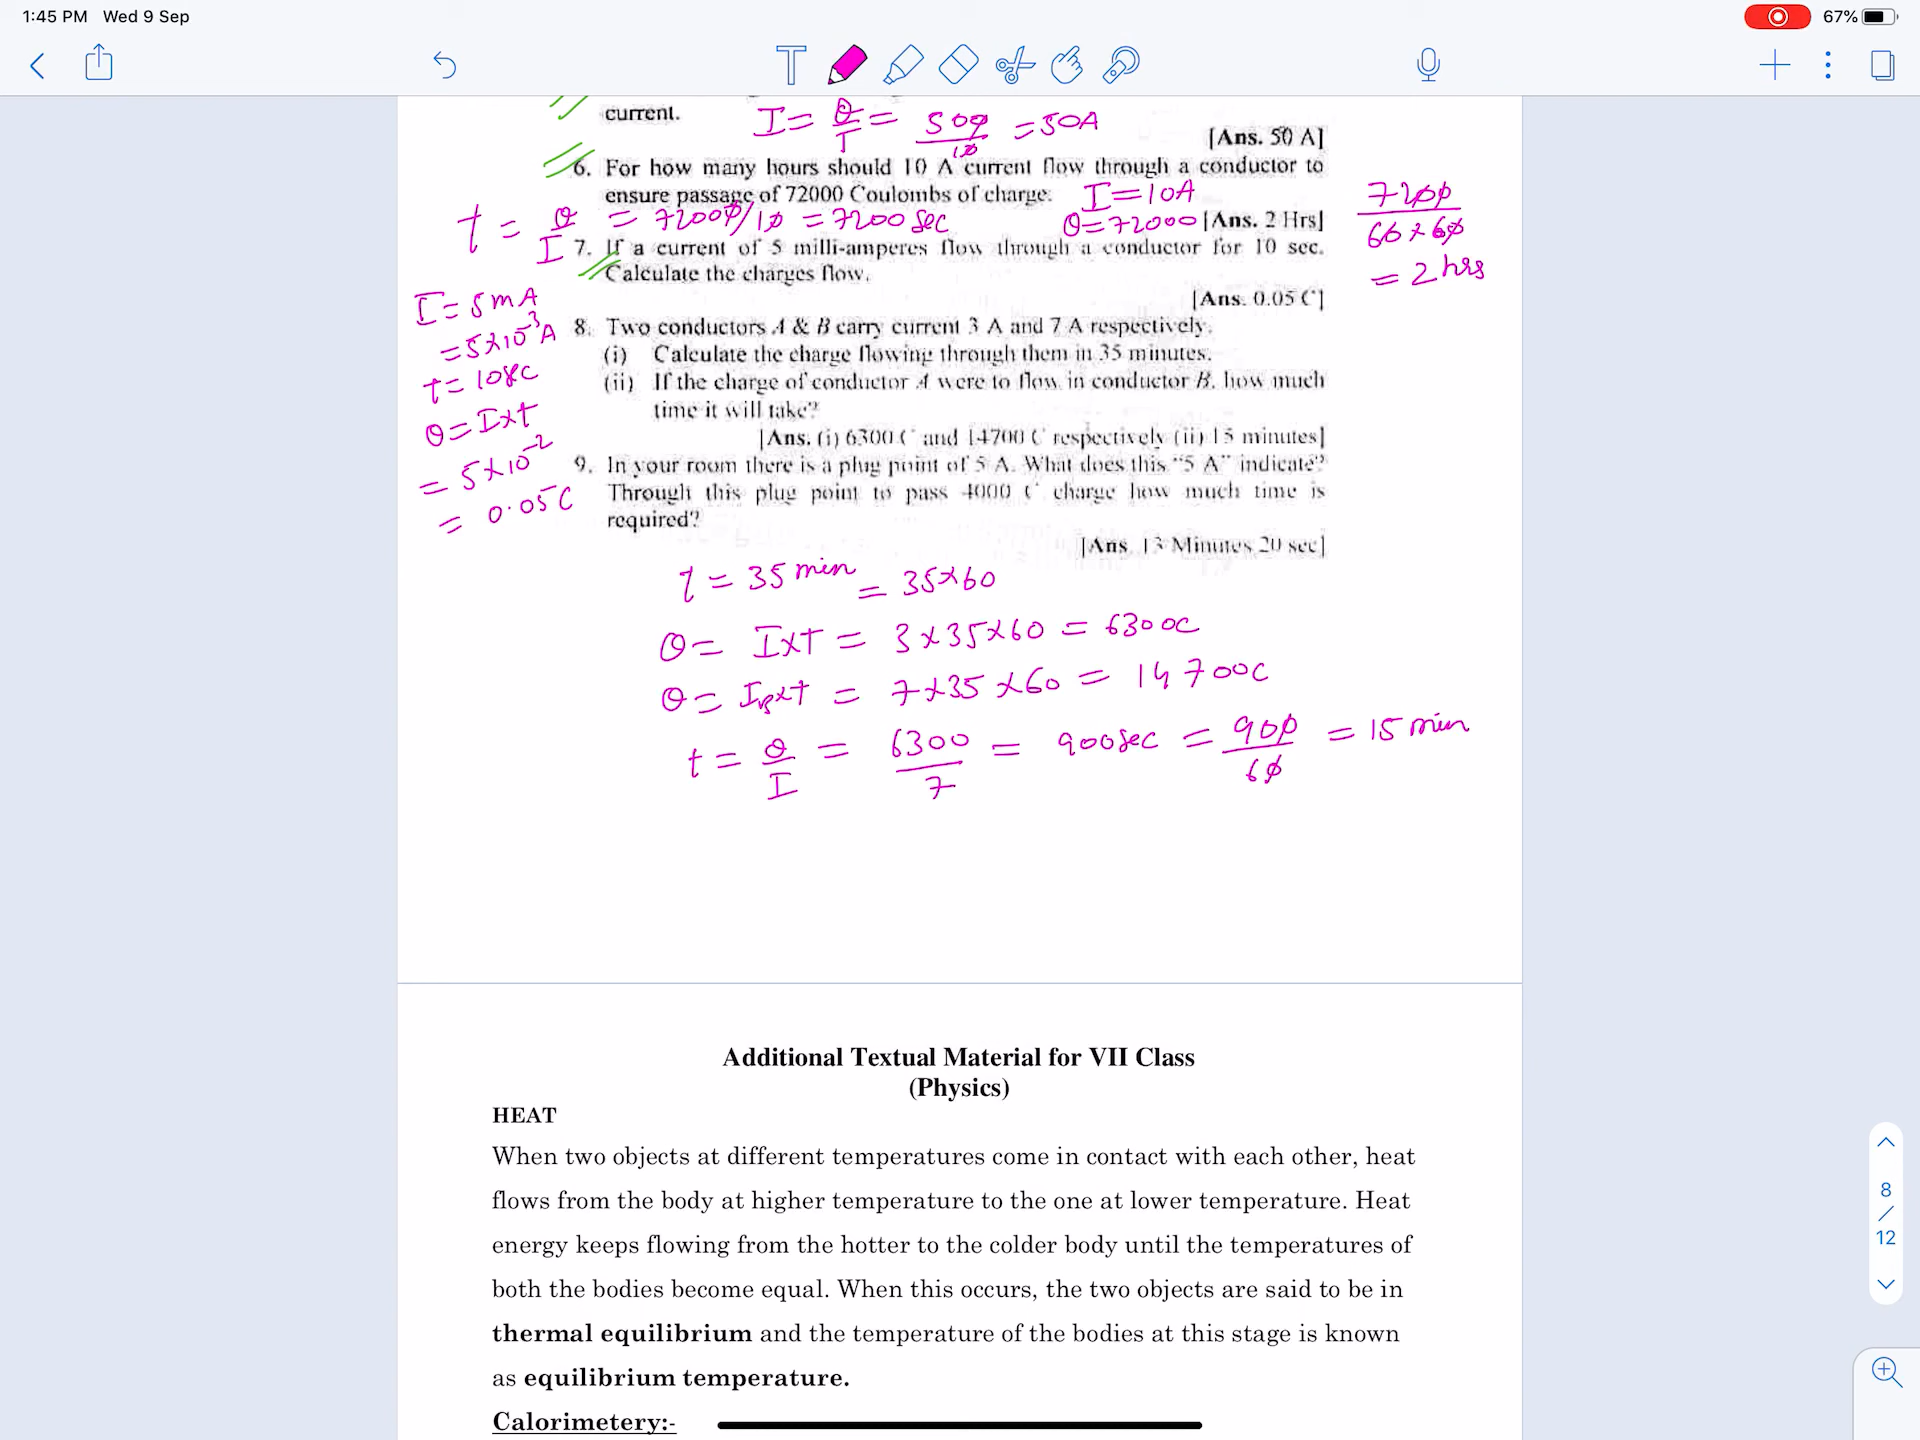 1:45 PM Wed 9 Sep
67%
current.
I = Q/T = 500/10 = 50A
[Ans. 50 A]
6. For how many hours should 10 A current flow through a conductor to
ensure passage of 72000 Coulombs of charge.
I = 10A
Q = 72000
[Ans. 2 Hrs]
t = Q/I = 72000/10 = 7200 sec
7200/60 × 60
= 2 hrs
7. If a current of 5 milli-amperes flow through a conductor for 10 sec.
Calculate the charges flow.
[Ans. 0.05 C]
I = 5 mA
= 5×10⁻³A
t = 10sec
Q = I×t
= 5×10⁻²
= 0.05C
8. Two conductors A & B carry current 3 A and 7 A respectively.
(i) Calculate the charge flowing through them in 35 minutes.
(ii) If the charge of conductor A were to flow in conductor B, how much
time it will take?
[Ans. (i) 6300 C and 14700 C respectively (ii) 15 minutes]
9. In your room there is a plug point of 5 A. What does this "5 A" indicate?
Through this plug point to pass 4000 C charge how much time is
required?
[Ans. 13 Minutes 20 sec]
t = 35 min = 35×60
Q = I×T = 3×35×60 = 6300C
Q = I_B×t = 7×35×60 = 14700C
t = Q/I = 6300/7 = 900sec = 900/60 = 15 min
Additional Textual Material for VII Class
(Physics)
HEAT
When two objects at different temperatures come in contact with each other, heat
flows from the body at higher temperature to the one at lower temperature. Heat
energy keeps flowing from the hotter to the colder body until the temperatures of
both the bodies become equal. When this occurs, the two objects are said to be in
thermal equilibrium and the temperature of the bodies at this stage is known
as equilibrium temperature.
Calorimetery:-
8
/
12